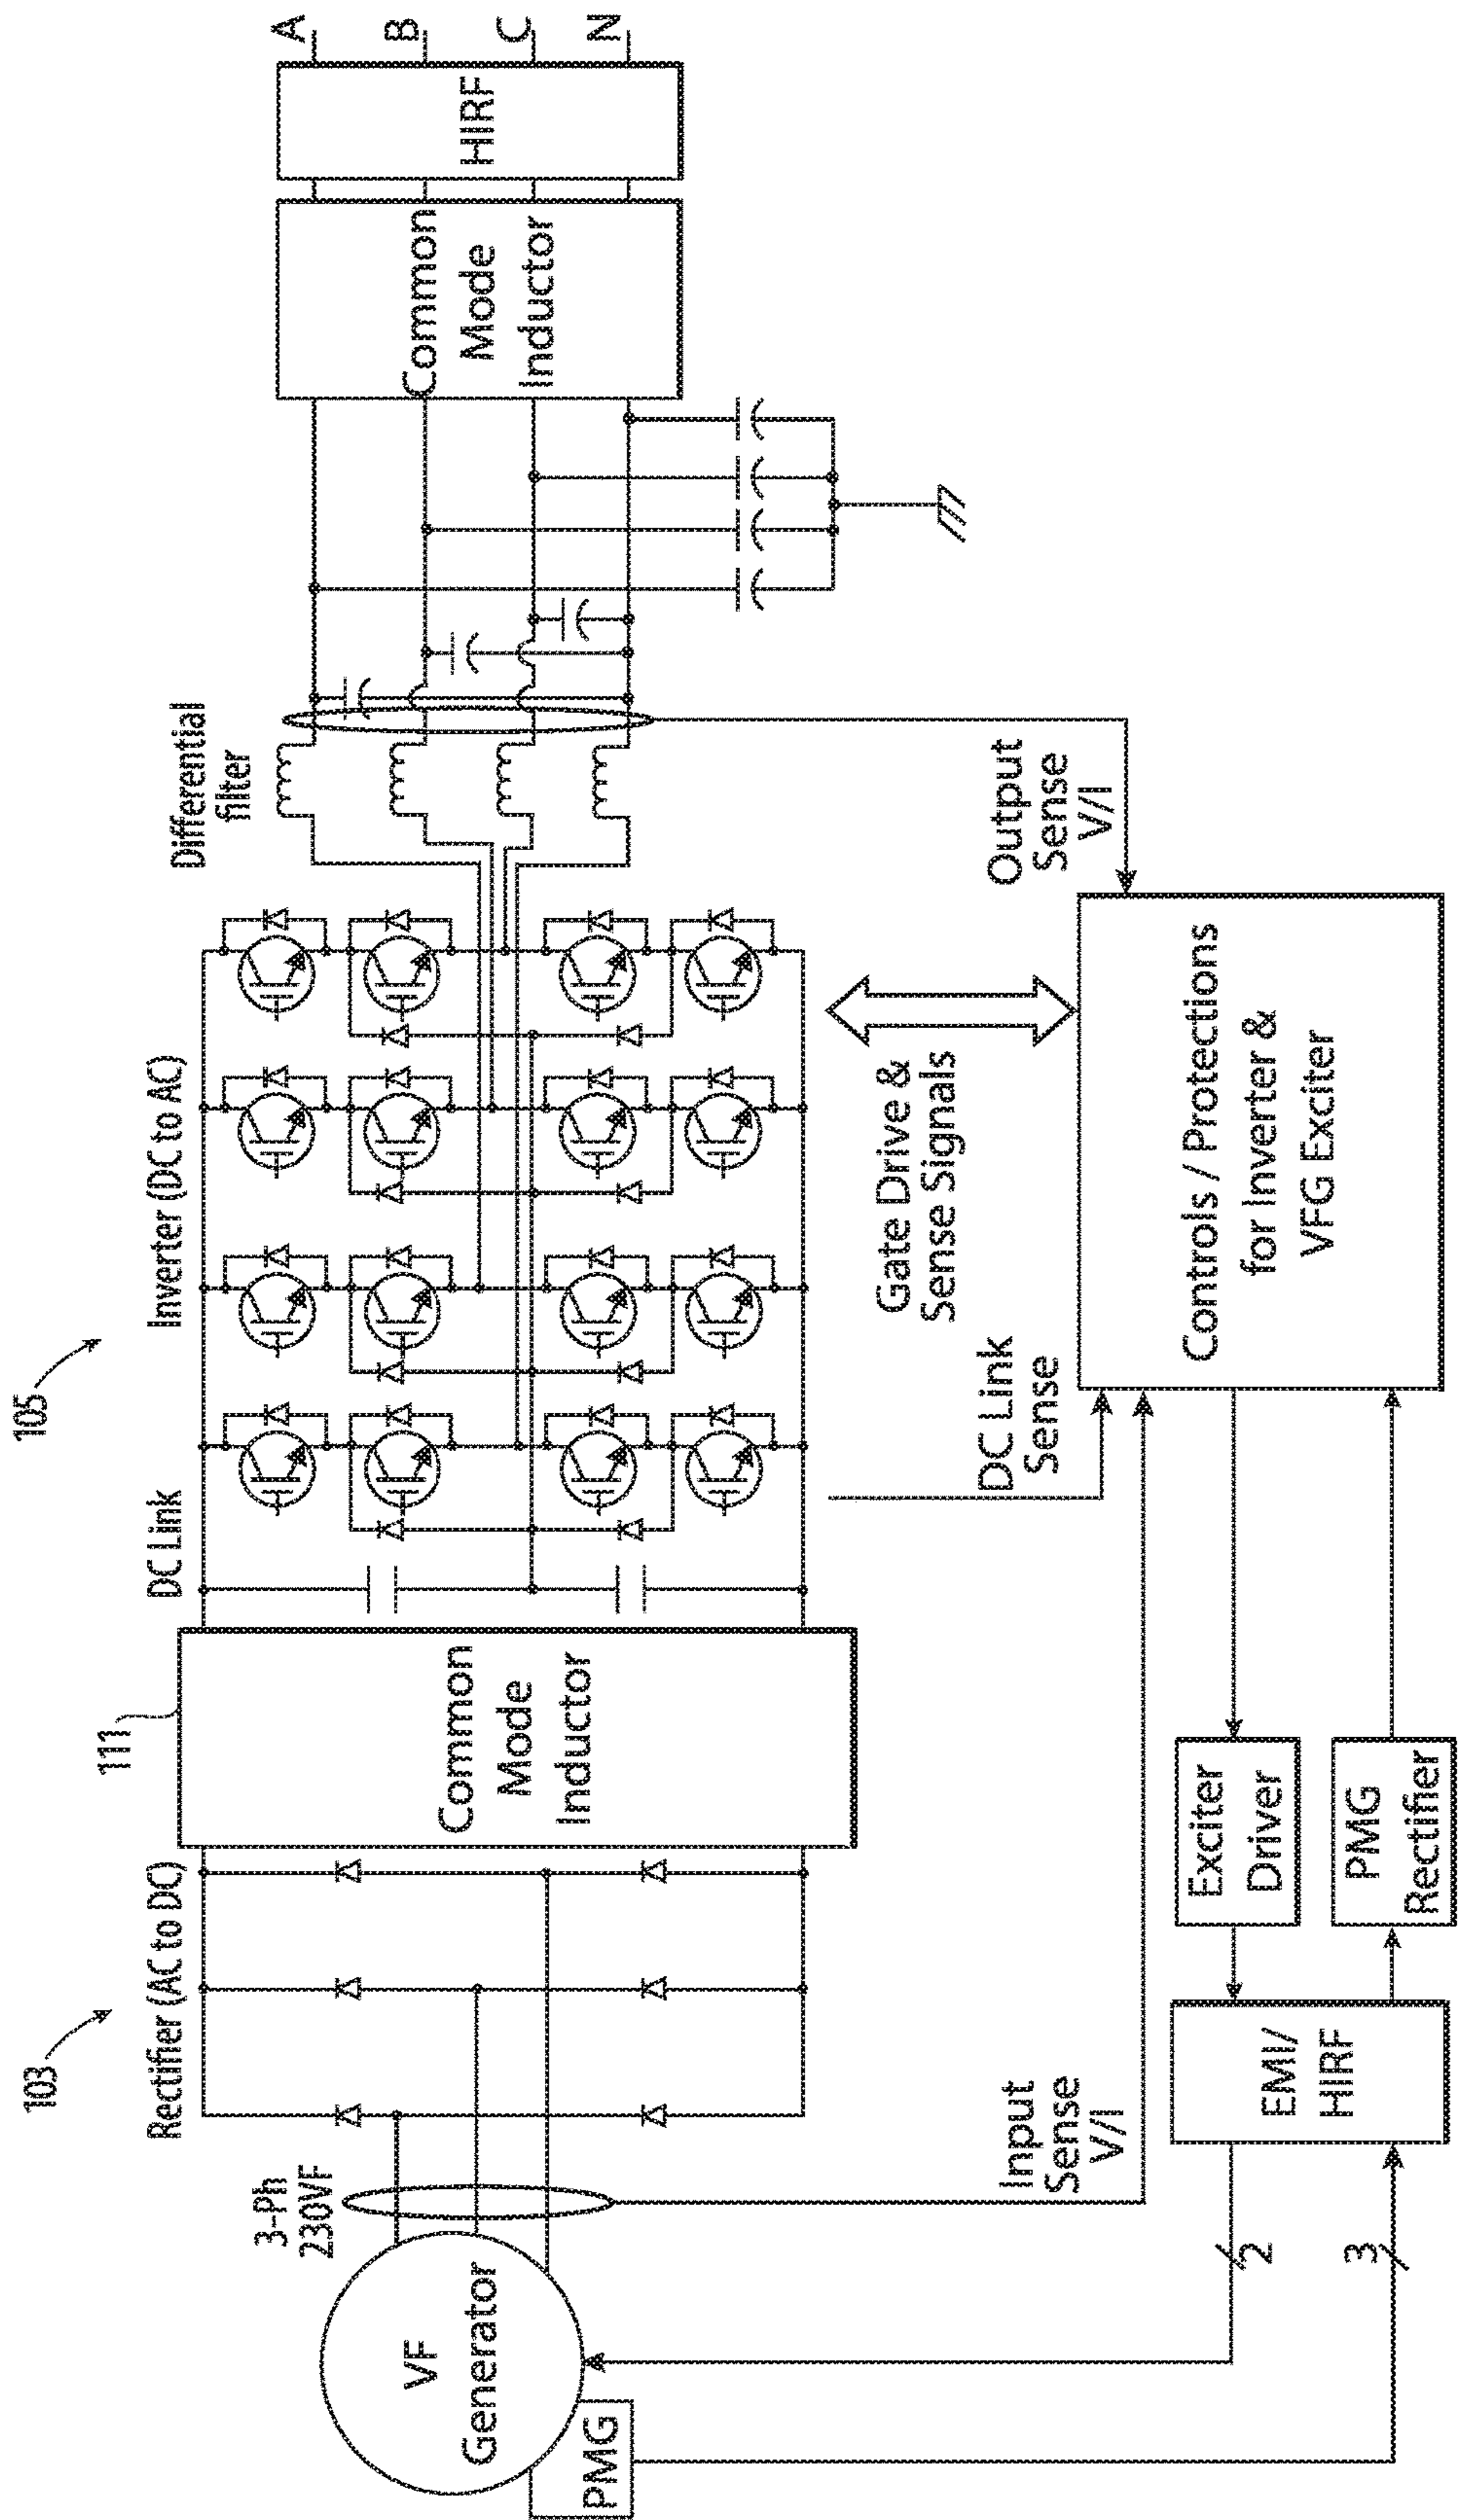 103
Rectifier (AC to DC)
111
DC Link
105
Inverter (DC to AC)
Differential
filter
3-Ph
230VF
VF
Generator
PMG
Common
Mode
Inductor
Common
Mode
Inductor
HIRF
A
B
C
N
Input
Sense
V/I
DC Link
Sense
Gate Drive &
Sense Signals
Output
Sense
V/I
2
3
EMI/
HIRF
Exciter
Driver
PMG
Rectifier
Controls / Protections
for Inverter &
VFG Exciter